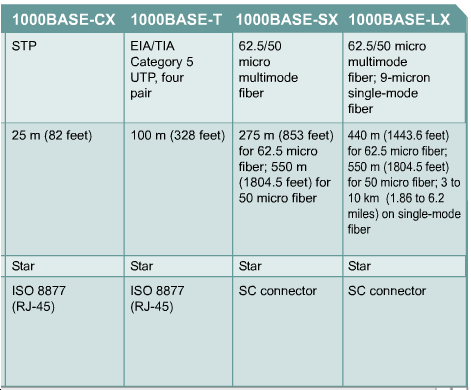 1000BASE-CX
1000BASE-T
1000BASE-SX
1000BASE-LX
STP
EIA/TIA
Category 5
UTP, four
pair
62.5/50
micro
multimode
fiber
62.5/50 micro
multimode
fiber; 9-micron
single-mode
fiber
25 m (82 feet)
100 m (328 feet)
275 m (853 feet)
for 62.5 micro
fiber; 550 m
(1804.5 feet) for
50 micro fiber
440 m (1443.6 feet)
for 62.5 micro fiber;
550 m (1804.5 feet)
for 50 micro fiber; 3 to
10 km (1.86 to 6.2
miles) on single-mode
fiber
Star
Star
Star
Star
ISO 8877
(RJ-45)
ISO 8877
(RJ-45)
SC connector
SC connector